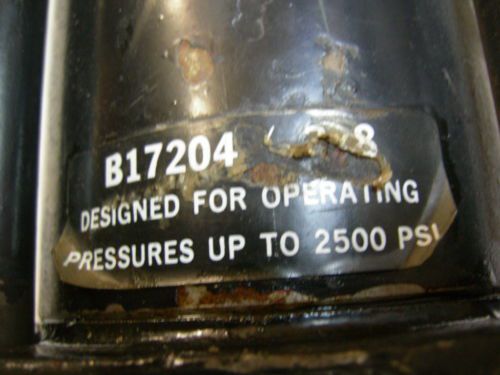 B17204
DESIGNED FOR OPERATING
PRESSURES UP TO 2500 PSI